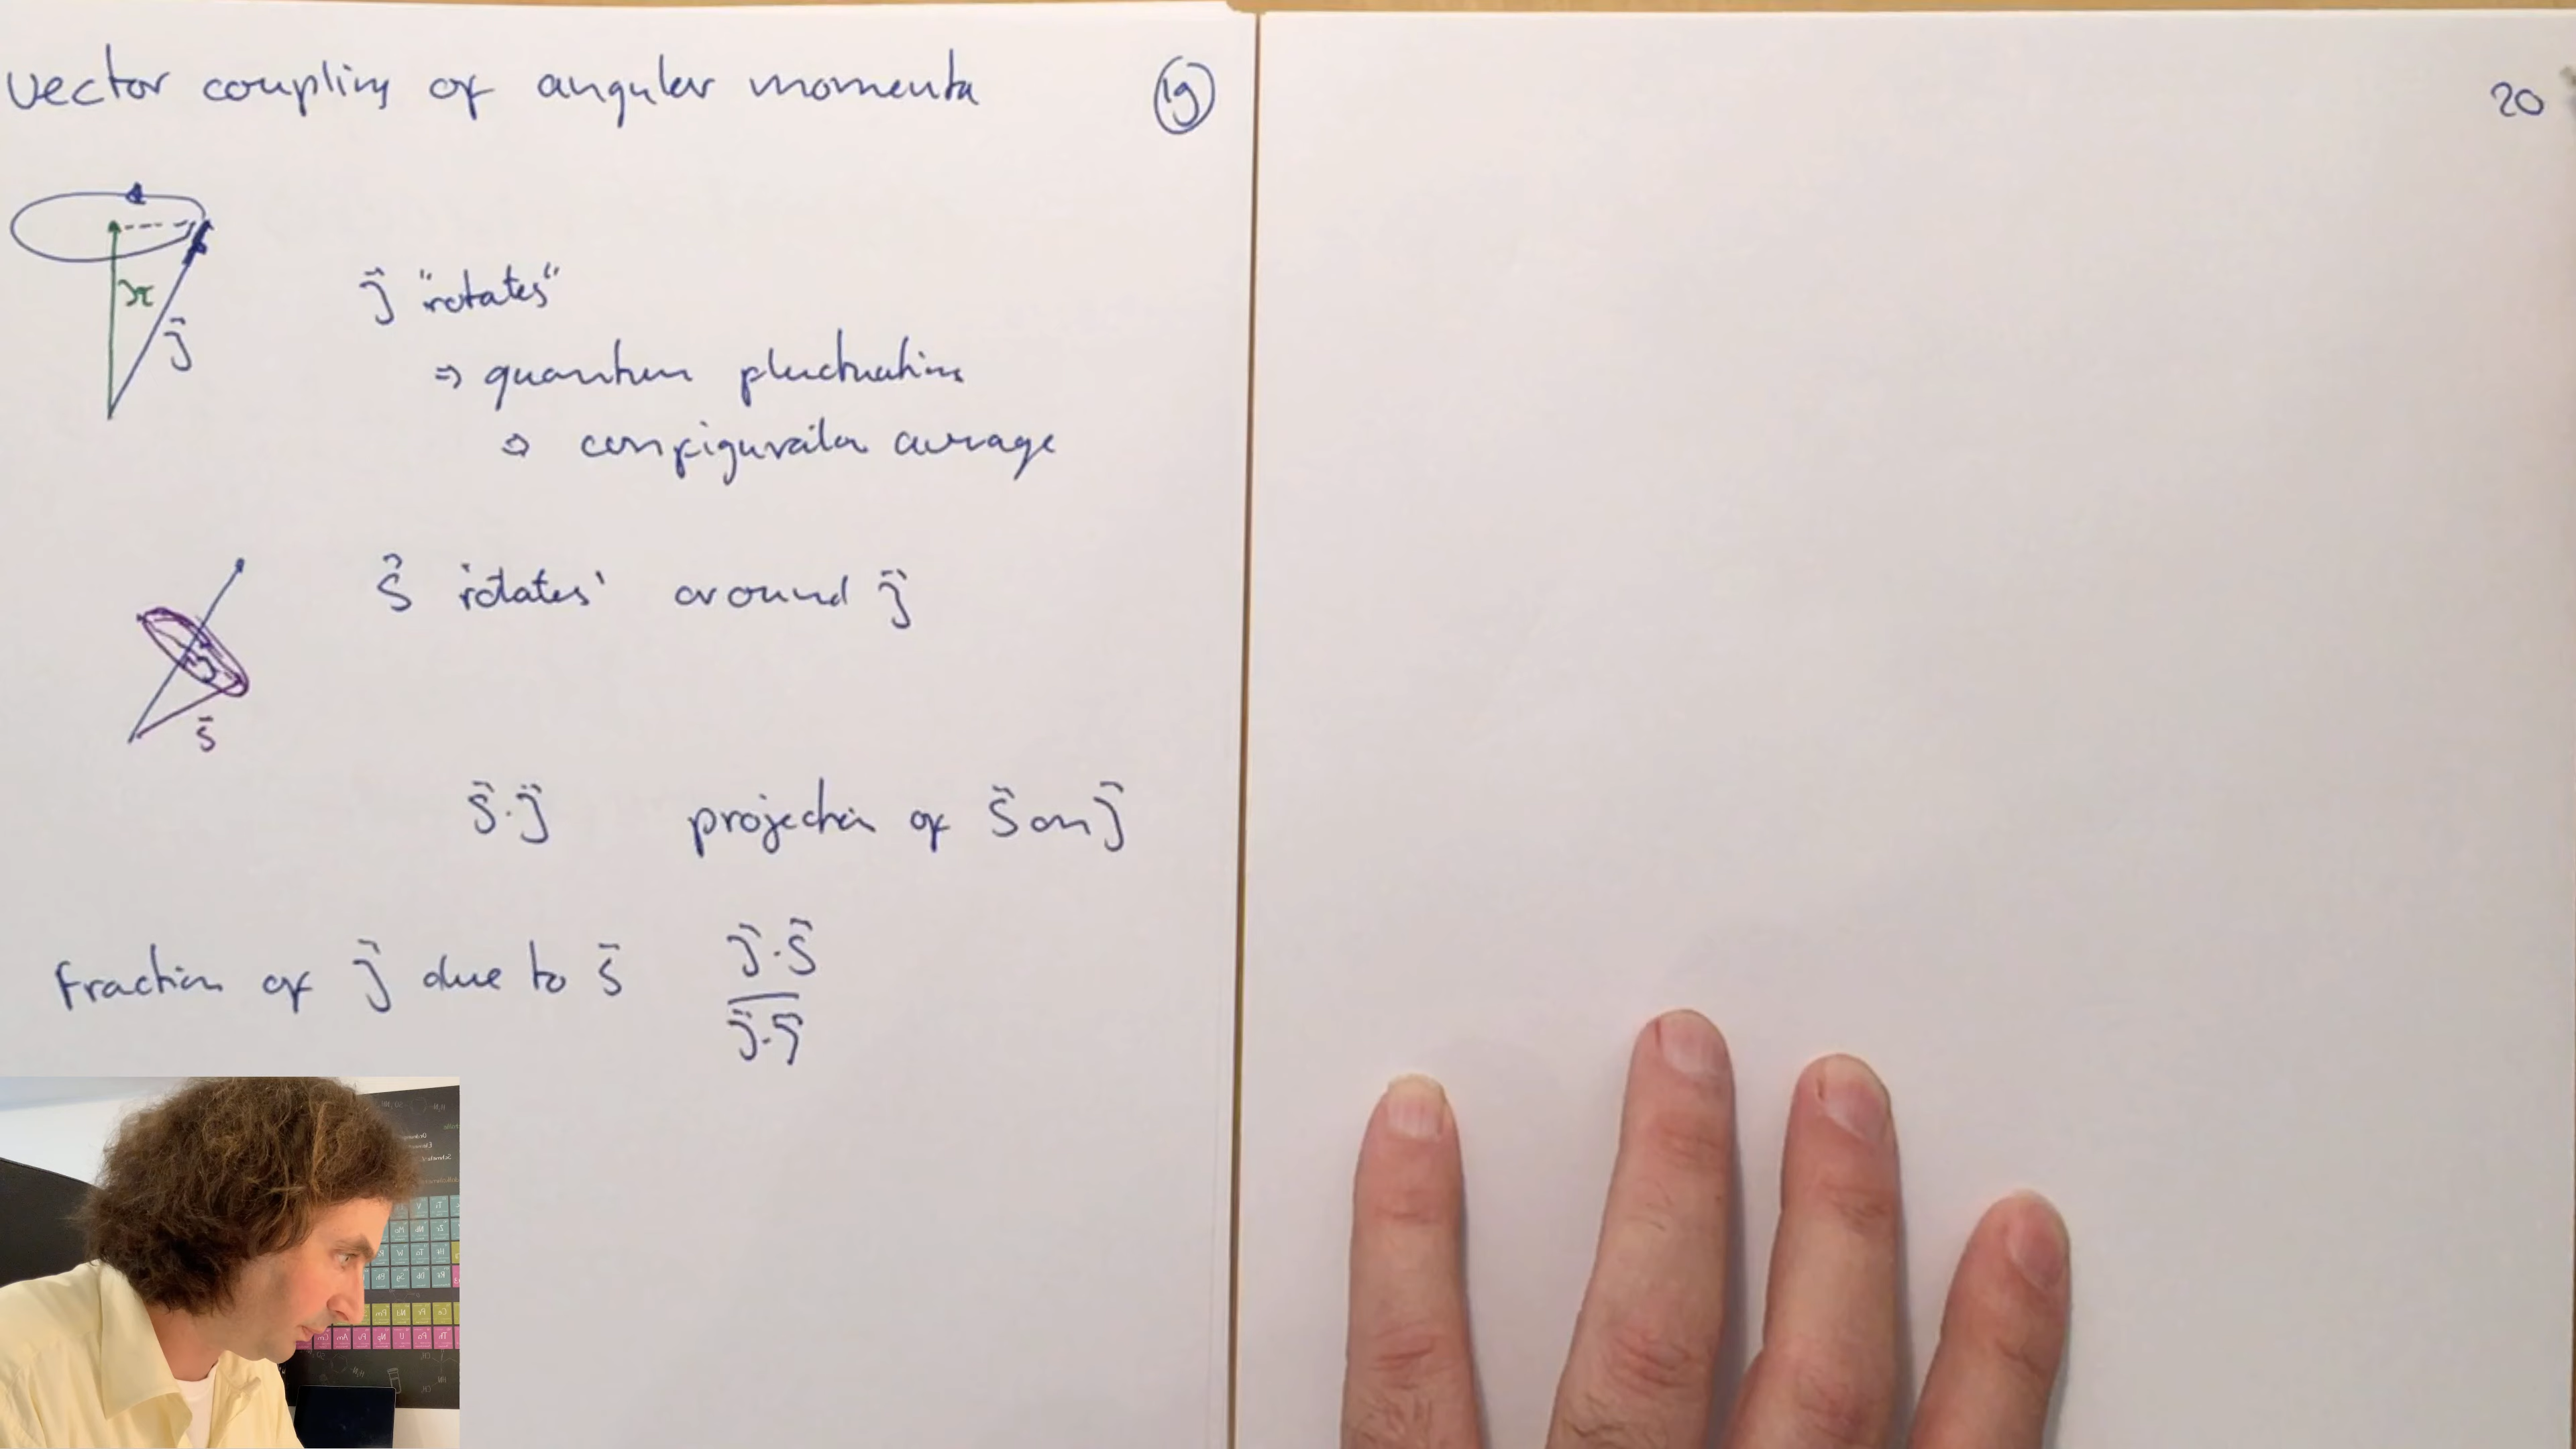 vector coupling of angular momenta 19
j⃗ "rotates"
j⃗
⇒ quantum fluctuations
⇒ configuration average
s⃗ 'rotates' around j⃗
s⃗
s⃗·j⃗ projection of s⃗ on j⃗
fraction of j⃗ due to s⃗ j⃗·s⃗
j⃗·j⃗
20